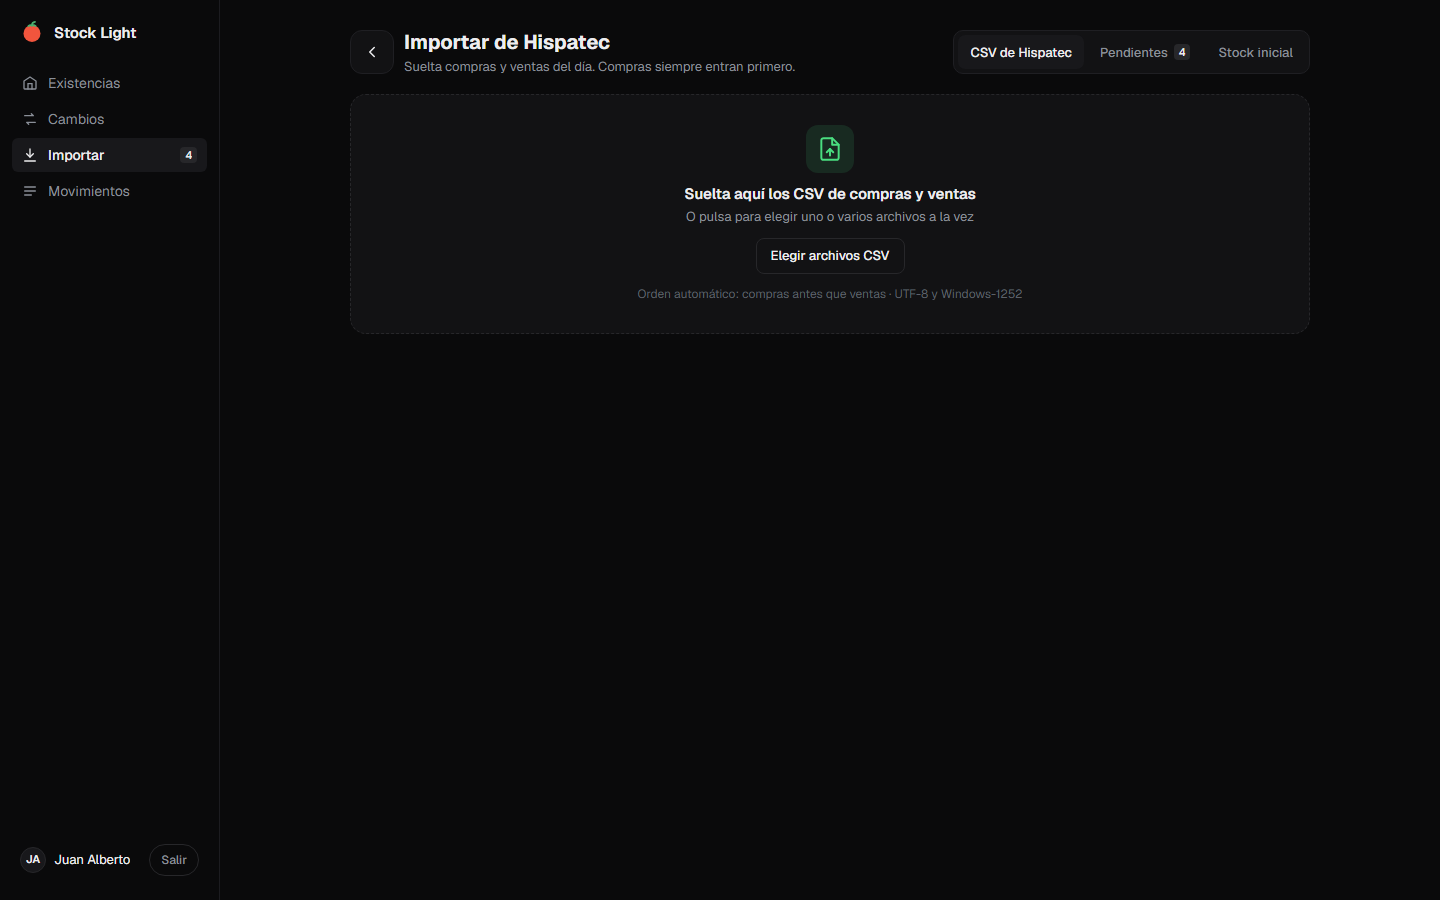 Stock Light
Existencias
Cambios
Importar 4
Movimientos
JA Juan Alberto Salir
Importar de Hispatec
Suelta compras y ventas del día. Compras siempre entran primero.
CSV de Hispatec Pendientes 4 Stock inicial
Suelta aquí los CSV de compras y ventas
O pulsa para elegir uno o varios archivos a la vez
Elegir archivos CSV
Orden automático: compras antes que ventas · UTF-8 y Windows-1252